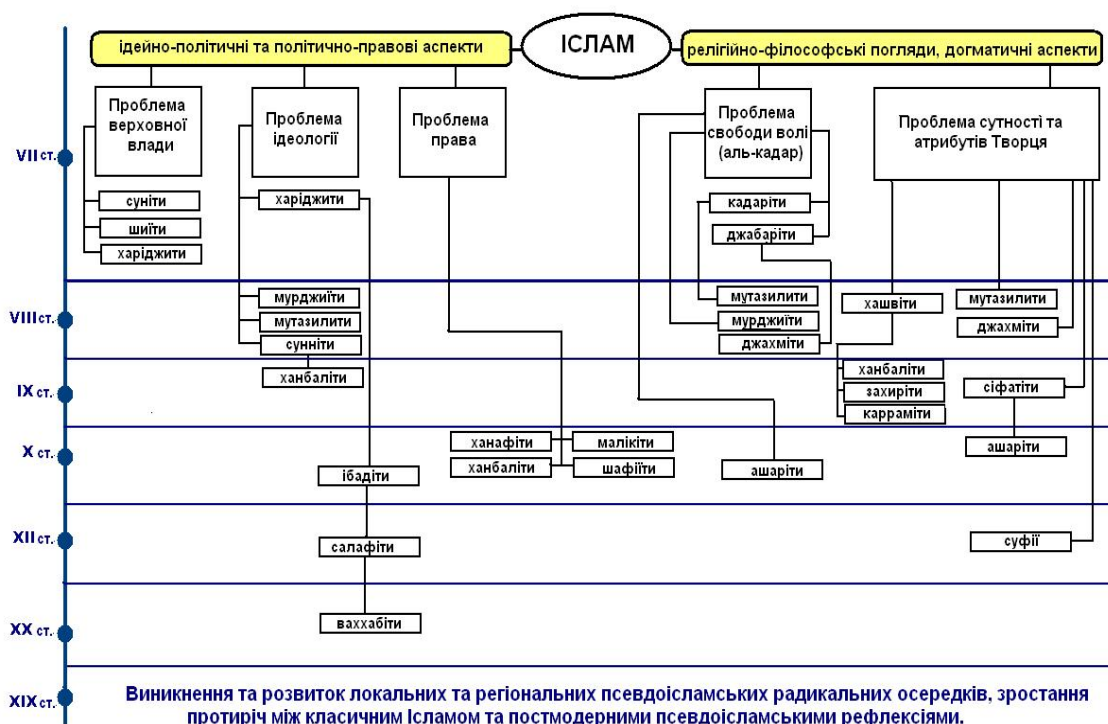 ІСЛАМ
ідейно-політичні та політично-правові аспекти
релігійно-філософські погляди, догматичні аспекти
Проблема
верховної
влади
Проблема
ідеології
Проблема
права
Проблема
свободи волі
(аль-кадар)
Проблема сутності та
атрибутів Творця
VII ст.
суніти
шиїти
харіджити
харіджити
кадаріти
джабаріти
VIII ст.
мурджиїти
мутазилити
сунніти
мутазилити
мурджиїти
джахміти
хашвіти
мутазилити
джахміти
IX ст.
ханбаліти
ханбаліти
захиріти
карраміти
сіфатіти
X ст.
ібадіти
ханафіти
малікіти
ханбаліти
шафіїти
ашаріти
ашаріти
XII ст.
салафіти
суфії
XX ст.
ваххабіти
XIX ст.
Виникнення та розвиток локальних та регіональних псевдоісламських радикальних осередків, зростання
протиріч між класичним Ісламом та постмодерними псевдоісламськими рефлексіями.